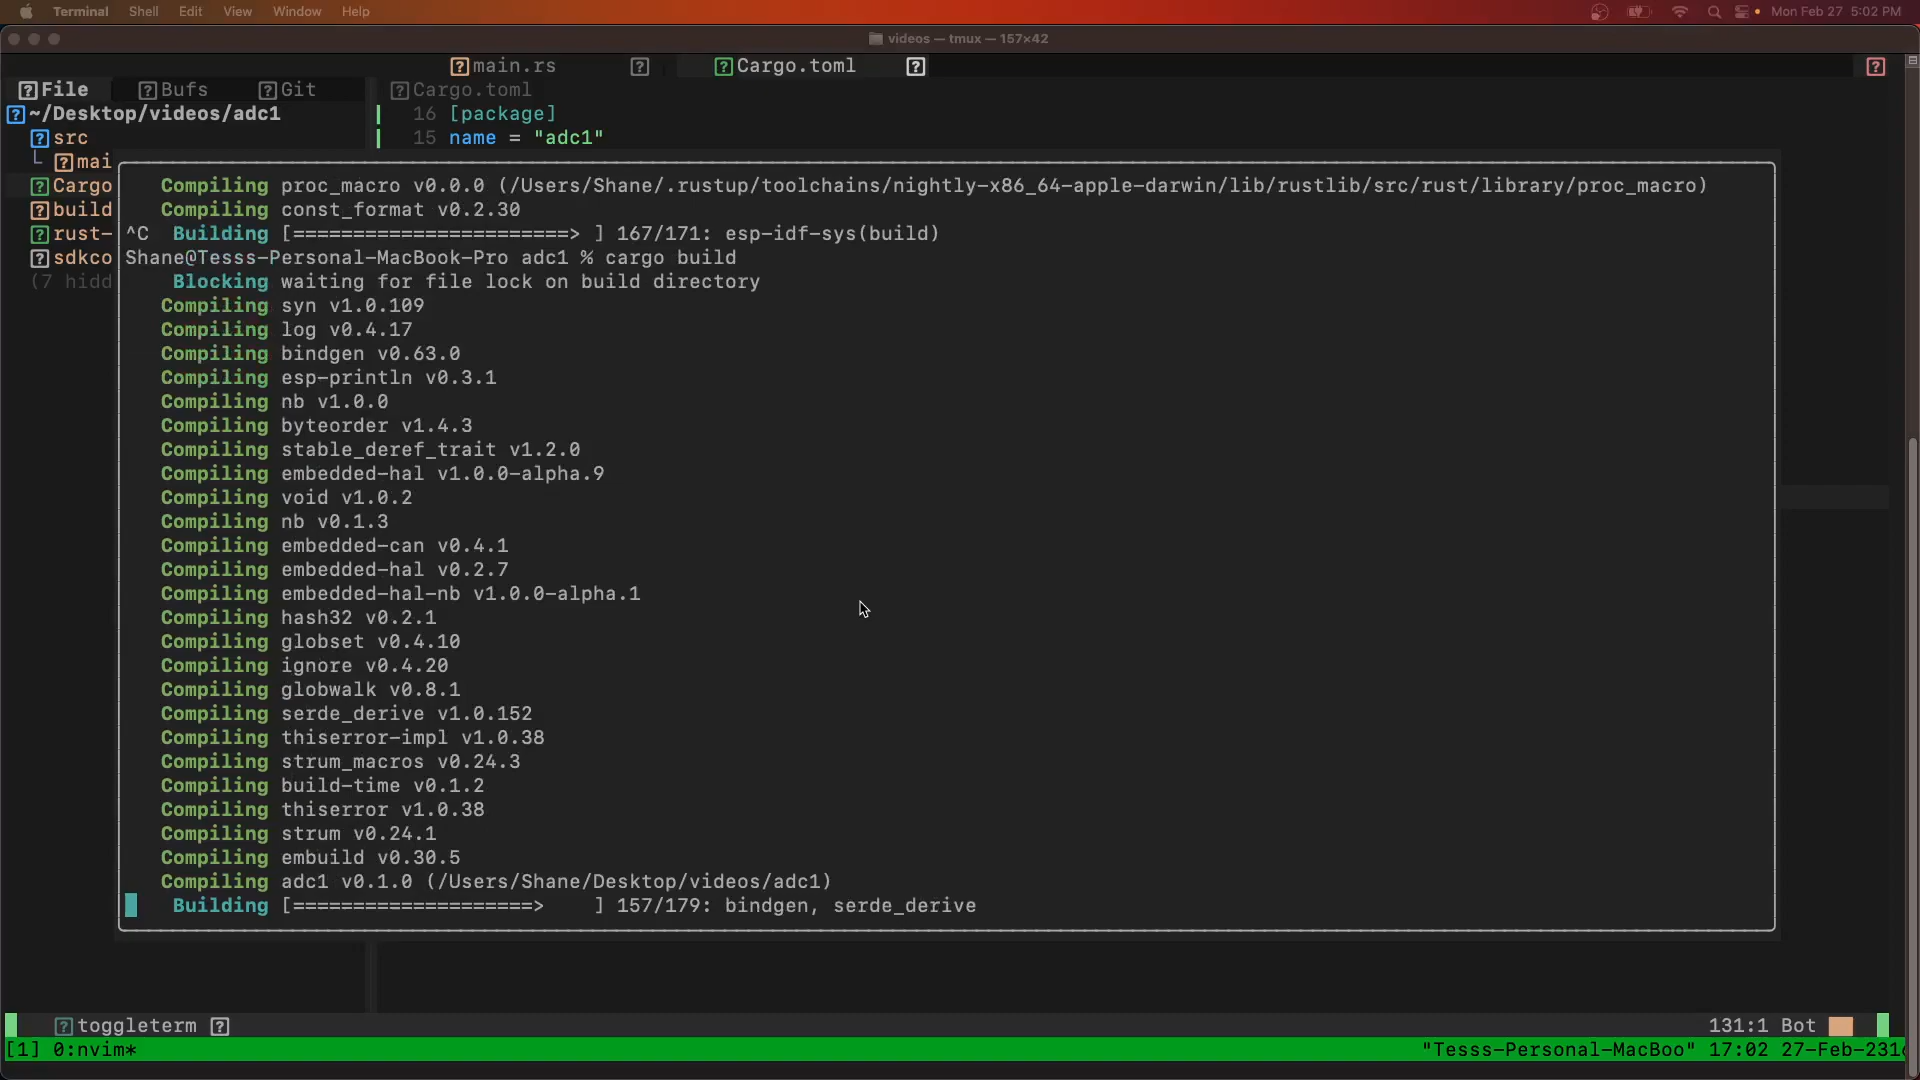 Terminal Shell Edit View Window Help Mon Feb 27 5:02 PM
videos — tmux — 157×42
main.rs Cargo.toml
File Bufs Git Cargo.toml
~/Desktop/videos/adc1 16 [package]
src 15 name = "adc1"
mai
Cargo Compiling proc_macro v0.0.0 (/Users/Shane/.rustup/toolchains/nightly-x86_64-apple-darwin/lib/rustlib/src/rust/library/proc_macro)
build Compiling const_format v0.2.30
rust- ^C Building [=======================> ] 167/171: esp-idf-sys(build)
sdkco Shane@Tesss-Personal-MacBook-Pro adc1 % cargo build
(7 hidd Blocking waiting for file lock on build directory
Compiling syn v1.0.109
Compiling log v0.4.17
Compiling bindgen v0.63.0
Compiling esp-println v0.3.1
Compiling nb v1.0.0
Compiling byteorder v1.4.3
Compiling stable_deref_trait v1.2.0
Compiling embedded-hal v1.0.0-alpha.9
Compiling void v1.0.2
Compiling nb v0.1.3
Compiling embedded-can v0.4.1
Compiling embedded-hal v0.2.7
Compiling embedded-hal-nb v1.0.0-alpha.1
Compiling hash32 v0.2.1
Compiling globset v0.4.10
Compiling ignore v0.4.20
Compiling globwalk v0.8.1
Compiling serde_derive v1.0.152
Compiling thiserror-impl v1.0.38
Compiling strum_macros v0.24.3
Compiling build-time v0.1.2
Compiling thiserror v1.0.38
Compiling strum v0.24.1
Compiling embuild v0.30.5
Compiling adc1 v0.1.0 (/Users/Shane/Desktop/videos/adc1)
Building [====================> ] 157/179: bindgen, serde_derive
toggleterm 131:1 Bot
[1] 0:nvim* "Tesss-Personal-MacBoo" 17:02 27-Feb-231